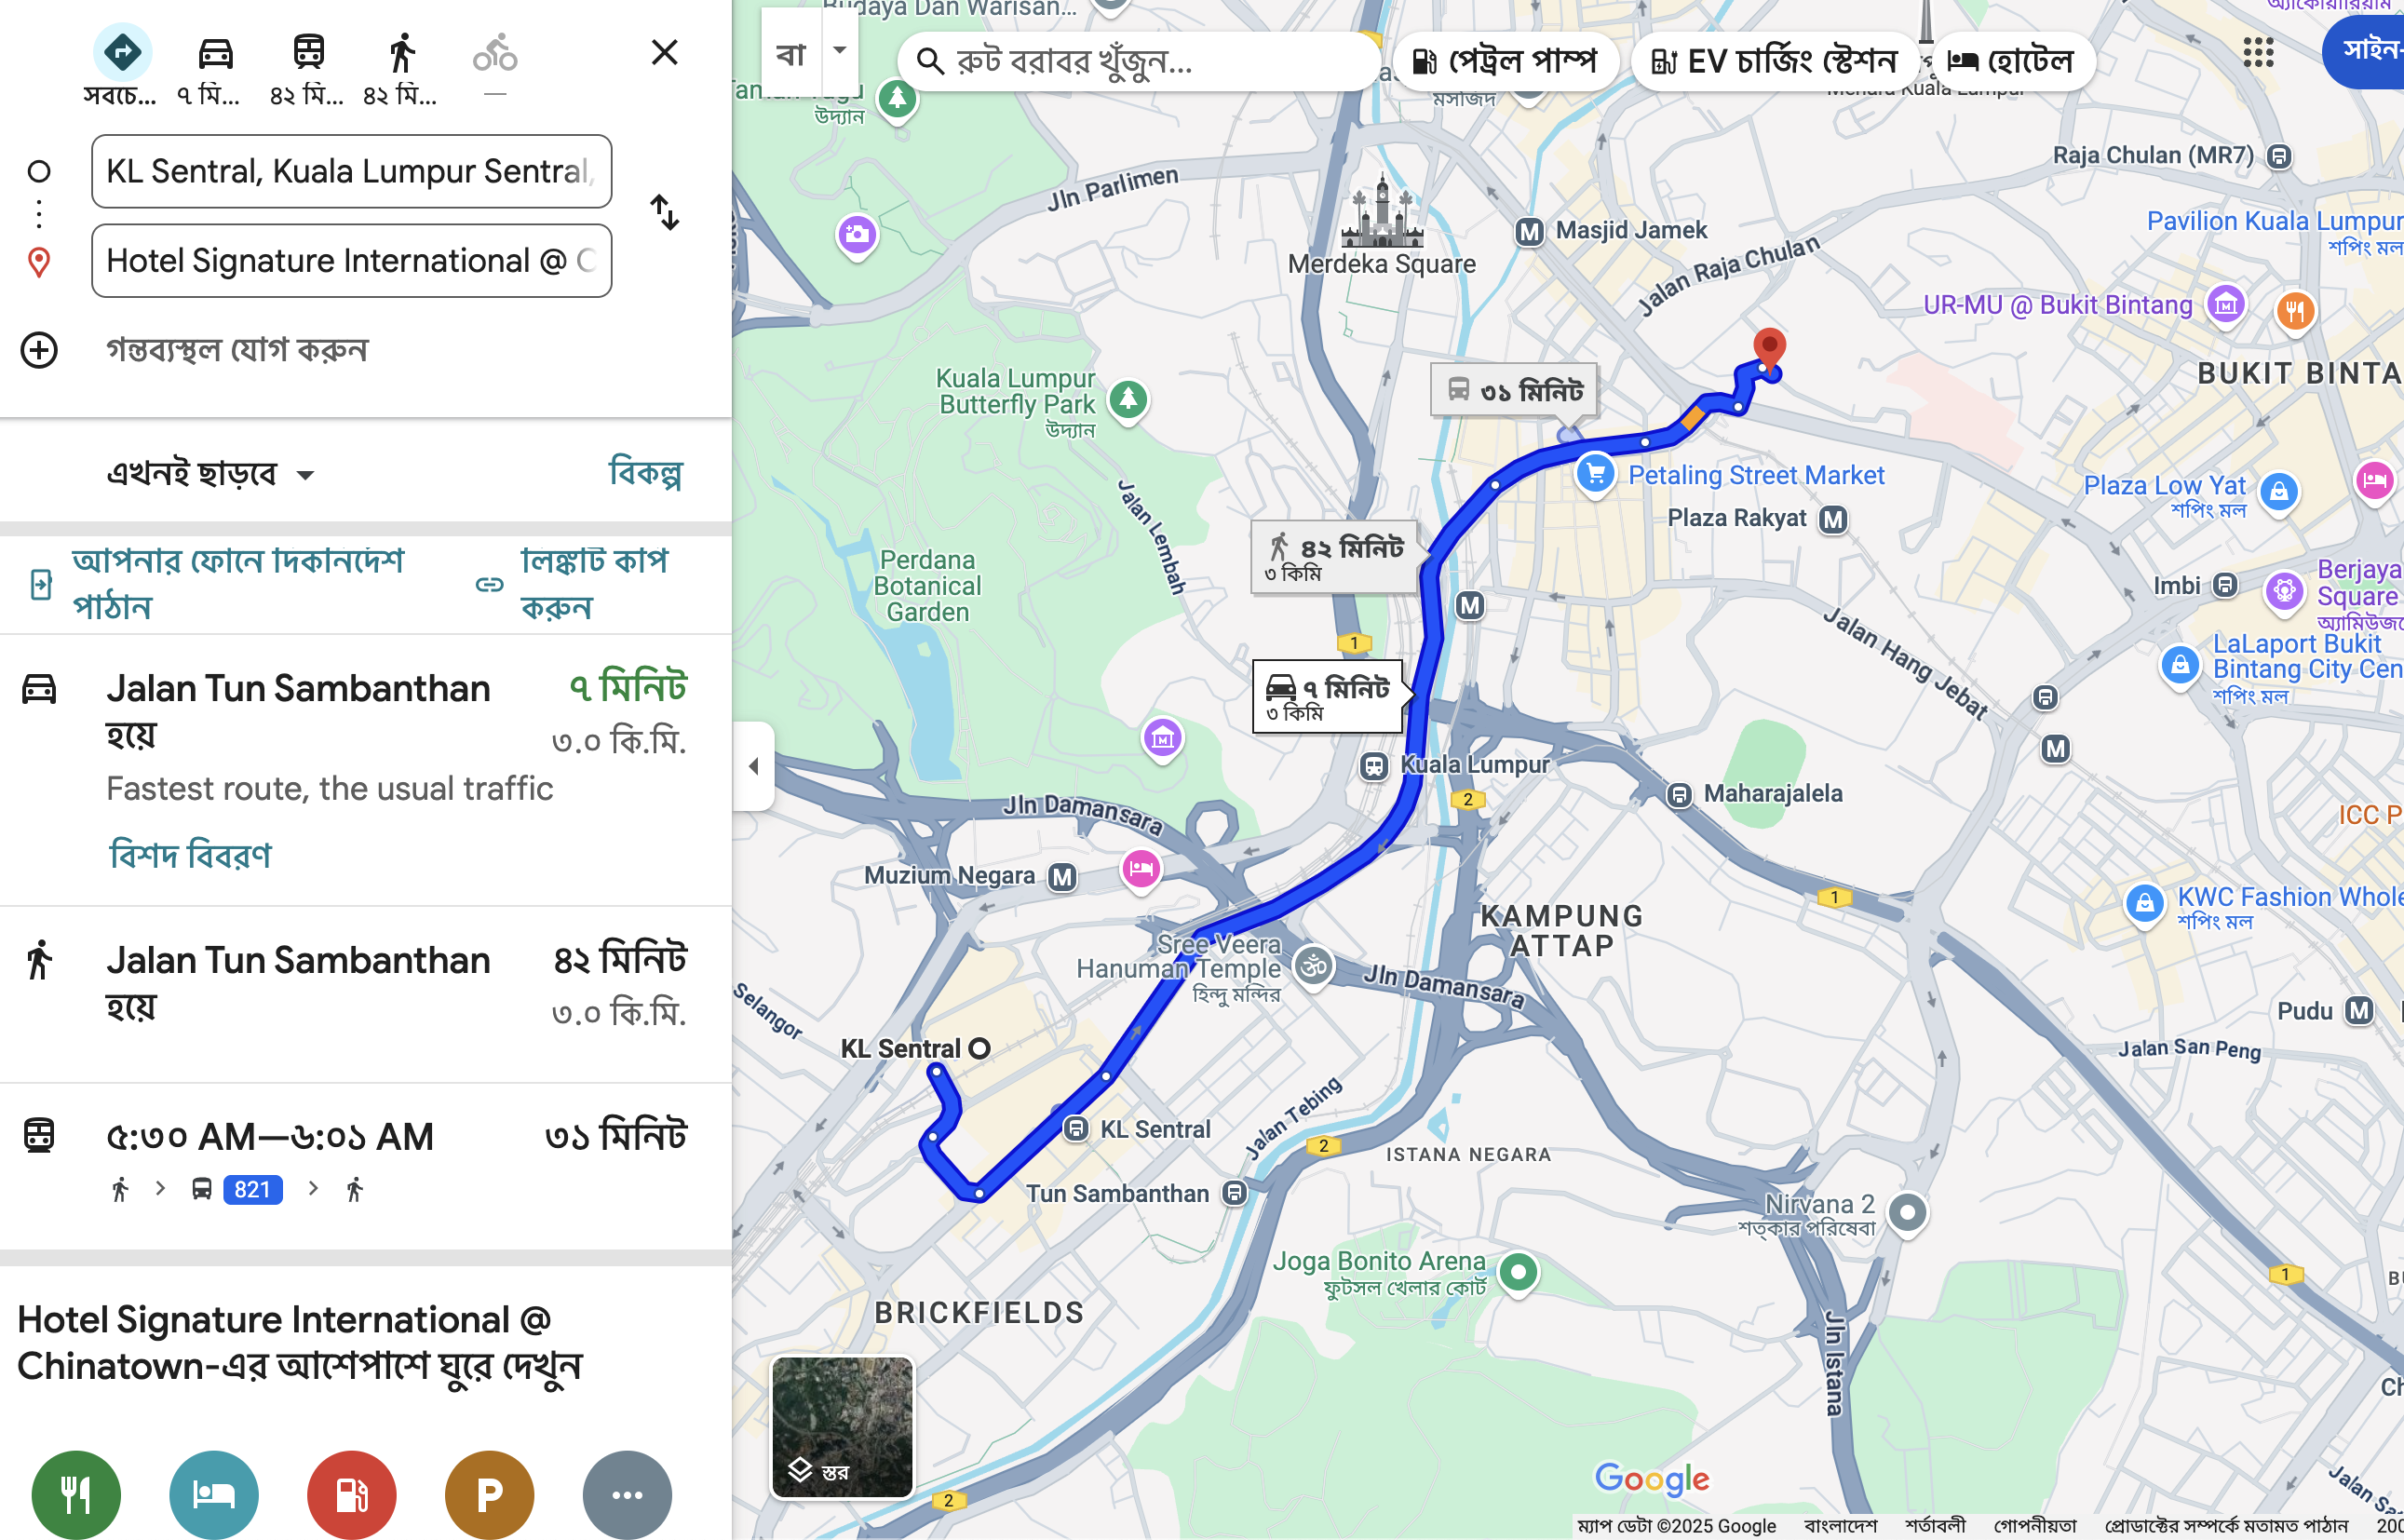 সবচে...
৭ মি...
৪২ মি...
৪২ মি...
—
KL Sentral, Kuala Lumpur Sentral,
Hotel Signature International @ C
গন্তব্যস্থল যোগ করুন
এখনই ছাড়বে
বিকল্প
আপনার ফোনে দিকনির্দেশ
পাঠান
লিঙ্কটি কপি
করুন
Jalan Tun Sambanthan
হয়ে
৭ মিনিট
৩.০ কি.মি.
Fastest route, the usual traffic
বিশদ বিবরণ
Jalan Tun Sambanthan
হয়ে
৪২ মিনিট
৩.০ কি.মি.
৫:৩০ AM—৬:০১ AM
৩১ মিনিট
821
Hotel Signature International @
Chinatown-এর আশেপাশে ঘুরে দেখুন
P
বা
রুট বরাবর খুঁজুন...
পেট্রল পাম্প
EV চার্জিং স্টেশন
হোটেল
সাইন-
Budaya Dan Warisan...
উদ্যান
মসজিদ
Menara Kuala Lumpur
Raja Chulan (MR7)
Jln Parlimen
Masjid Jamek
Merdeka Square
Jalan Raja Chulan
Pavilion Kuala Lumpur
শপিং মল
UR-MU @ Bukit Bintang
BUKIT BINTA
Kuala Lumpur
Butterfly Park
উদ্যান
৩১ মিনিট
Petaling Street Market
Plaza Rakyat
Plaza Low Yat
শপিং মল
Jalan Lembah
Perdana
Botanical
Garden
৪২ মিনিট
৩ কিমি
Imbi
Berjaya
Square
LaLaport Bukit
Bintang City Cen
শপিং মল
Jalan Hang Jebat
1
৭ মিনিট
৩ কিমি
Kuala Lumpur
2
Maharajalela
ICC P
Jln Damansara
Muzium Negara
1
KWC Fashion Whole
শপিং মল
KAMPUNG
ATTAP
Sree Veera
Hanuman Temple
হিন্দু মন্দির
Jln Damansara
Selangor
Pudu
Jalan San Peng
KL Sentral
KL Sentral
Jalan Tebing
2
ISTANA NEGARA
Tun Sambanthan
Nirvana 2
শত্কার পরিষেবা
Joga Bonito Arena
ফুটসল খেলার কোর্ট
1
BRICKFIELDS
Jln Istana
স্তর
2
Google
ম্যাপ ডেটা ©2025 Google
বাংলাদেশ
শর্তাবলী
গোপনীয়তা
প্রোডাক্টের সম্পর্কে মতামত পাঠান